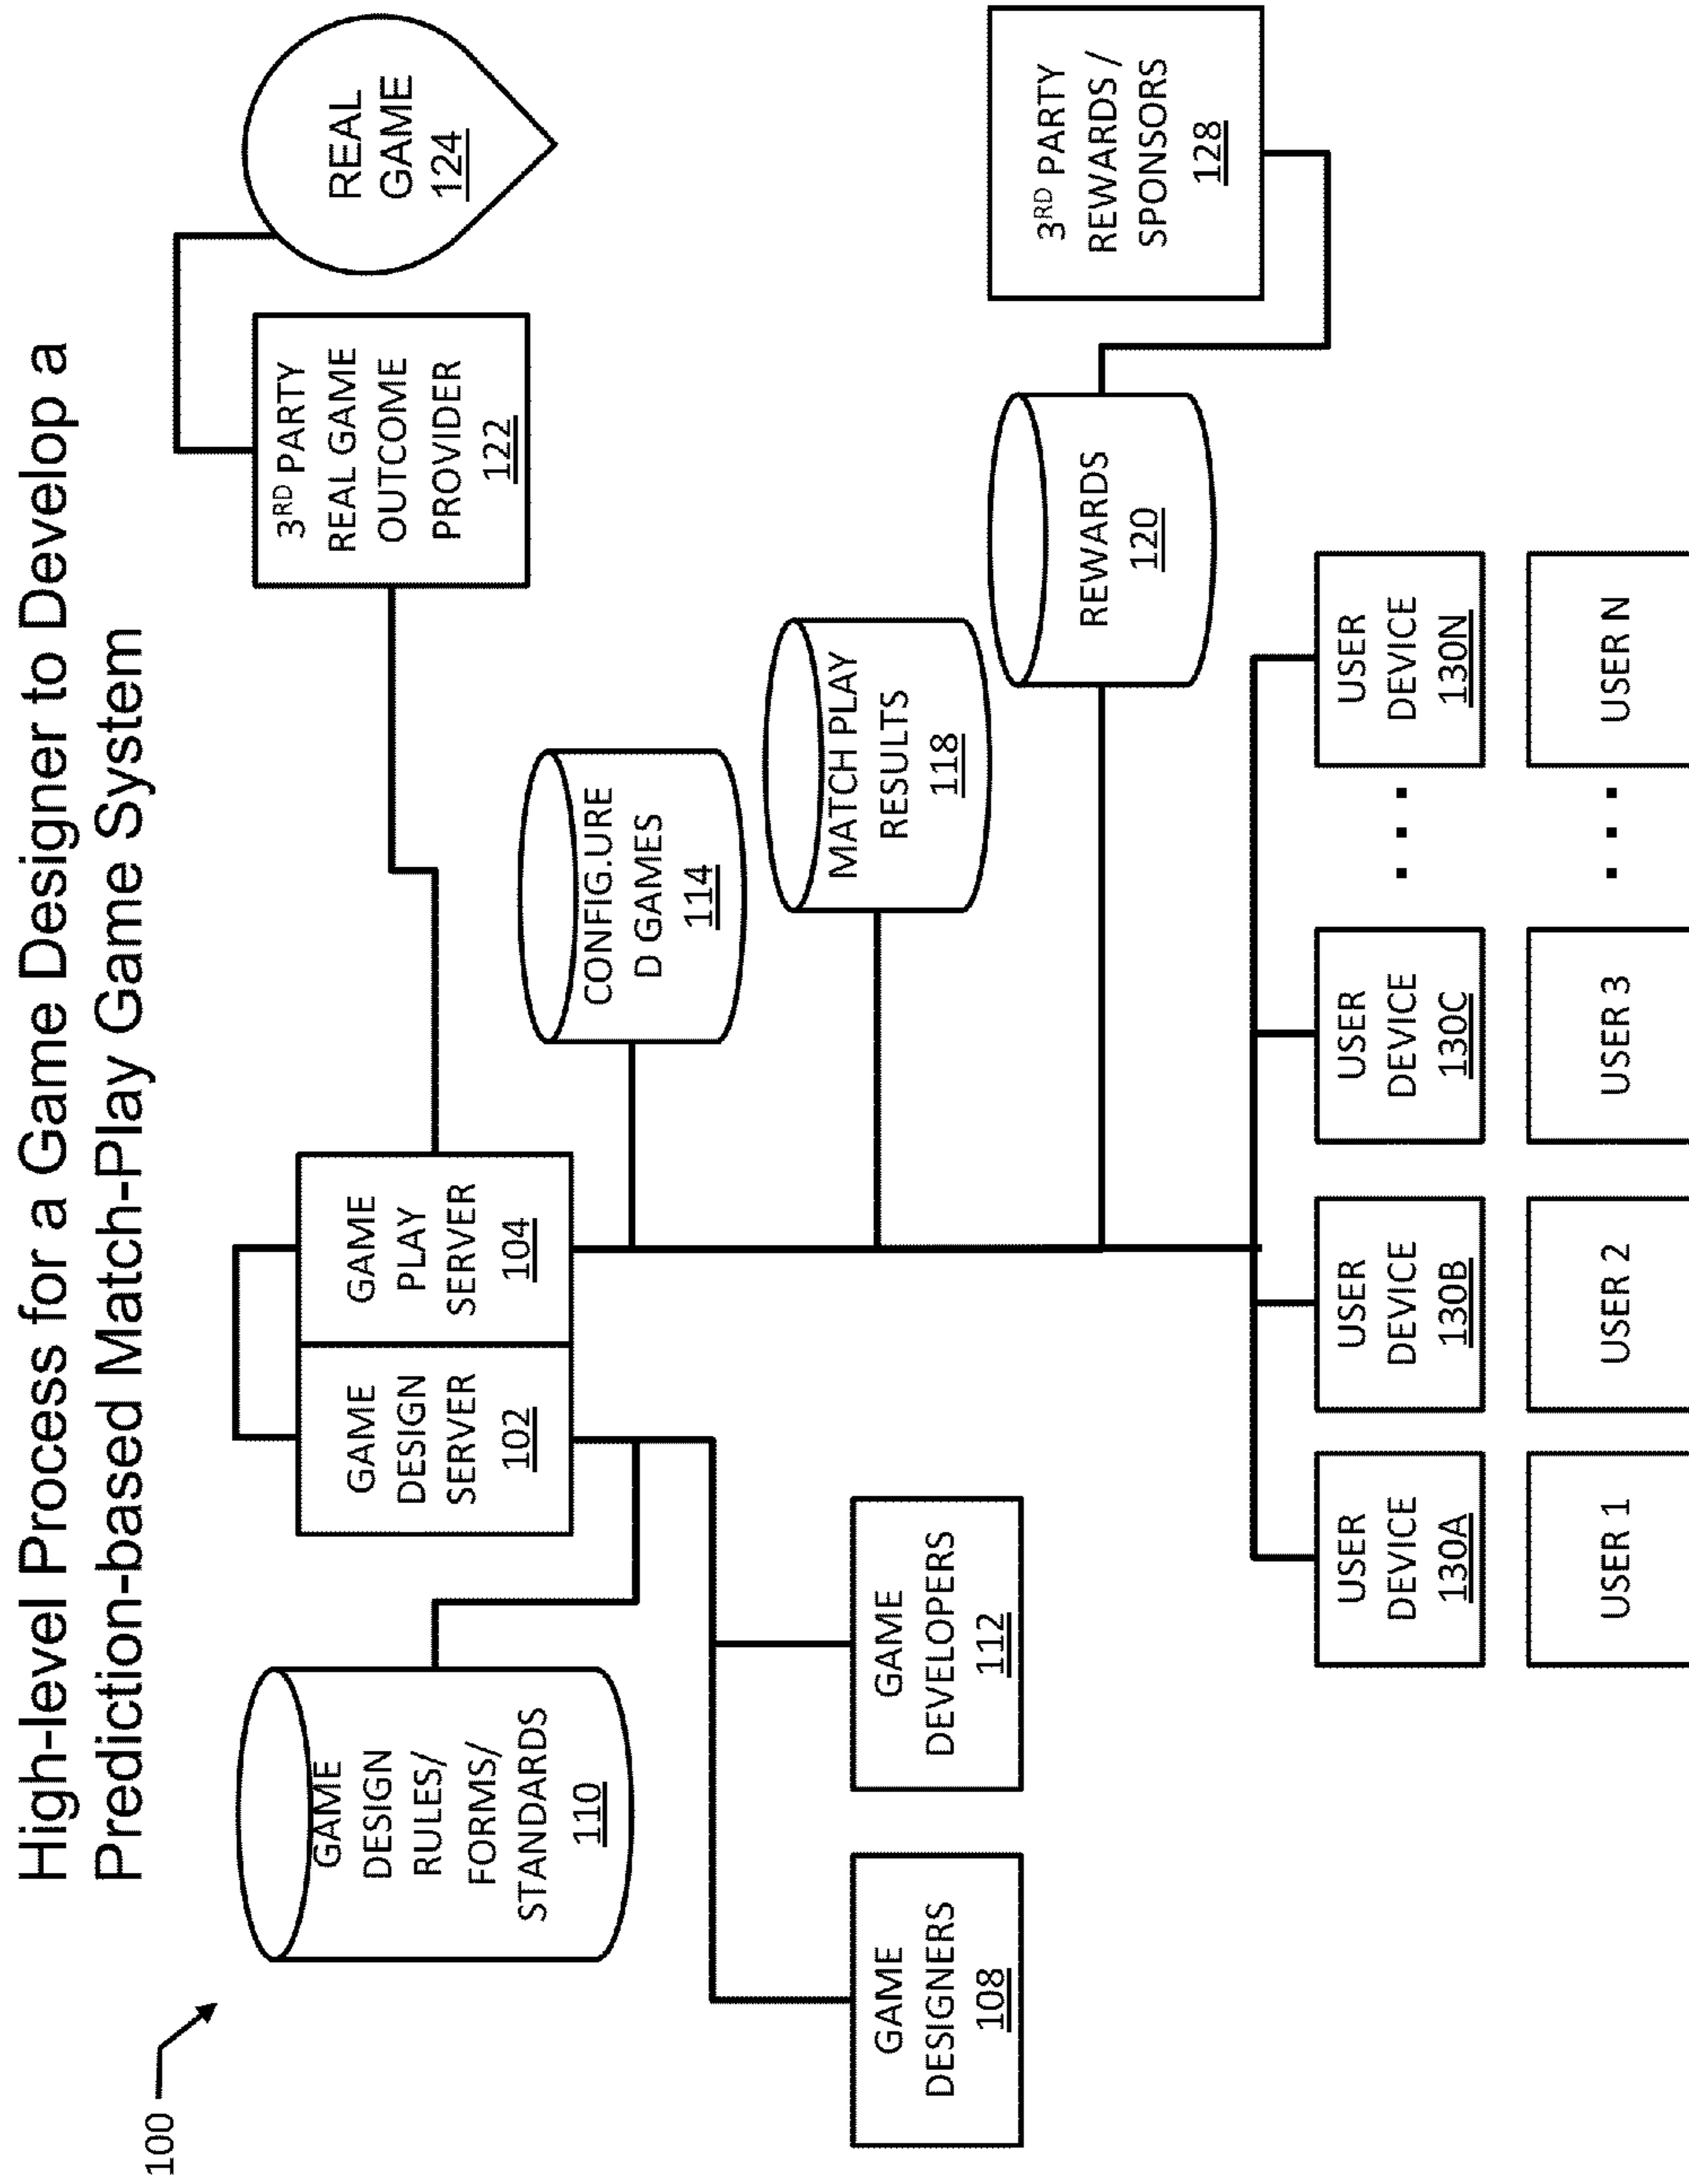 High-level Process for a Game Designer to Develop a
Prediction-based Match-Play Game System
100
GAME
DESIGN
RULES/
FORMS/
STANDARDS
110
GAME
DESIGN
SERVER
102
GAME
PLAY
SERVER
104
3RD PARTY
REAL GAME
OUTCOME
PROVIDER
122
REAL
GAME
124
CONFIG.URE
D GAMES
114
MATCH PLAY
RESULTS
118
REWARDS
120
3RD PARTY
REWARDS /
SPONSORS
128
GAME
DESIGNERS
108
GAME
DEVELOPERS
112
USER
DEVICE
130A
USER
DEVICE
130B
USER
DEVICE
130C
. . .
USER
DEVICE
130N
USER 1
USER 2
USER 3
. . .
USER N